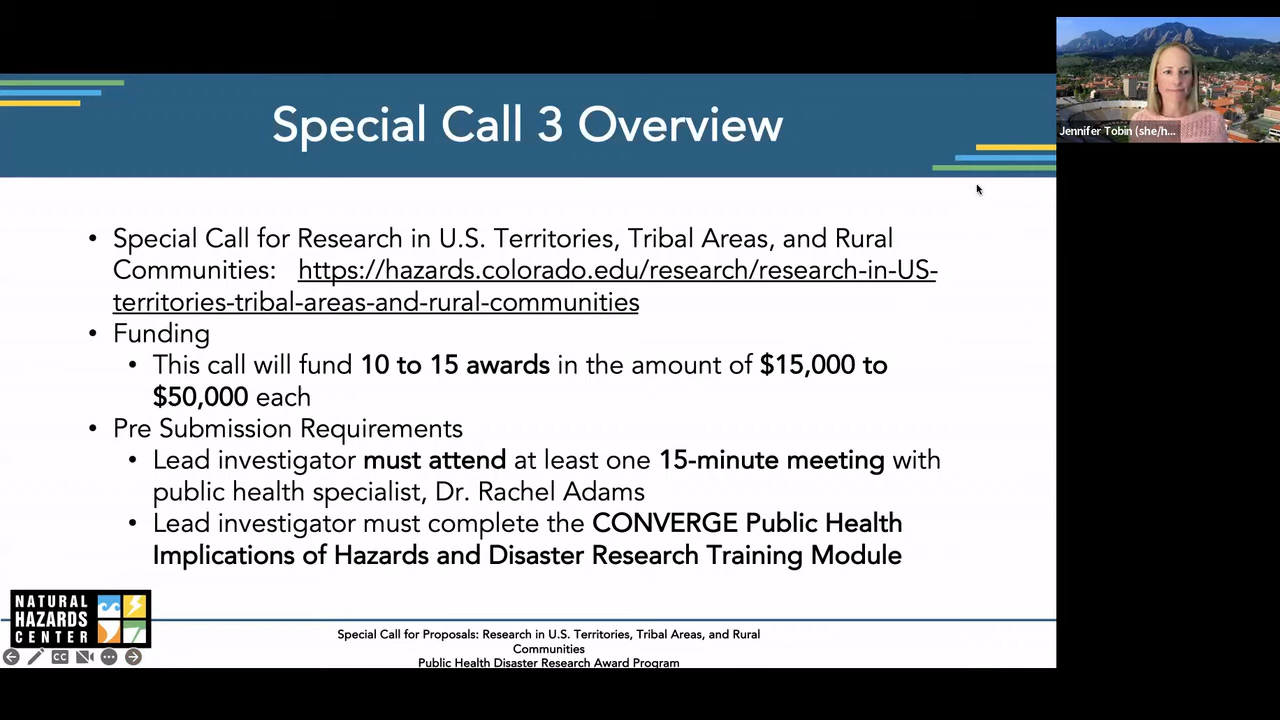 Special Call 3 Overview
Jennifer Tobin (she/h...
• Special Call for Research in U.S. Territories, Tribal Areas, and Rural
Communities: https://hazards.colorado.edu/research/research-in-US-
territories-tribal-areas-and-rural-communities
• Funding
• This call will fund 10 to 15 awards in the amount of $15,000 to
$50,000 each
• Pre Submission Requirements
• Lead investigator must attend at least one 15-minute meeting with
public health specialist, Dr. Rachel Adams
• Lead investigator must complete the CONVERGE Public Health
Implications of Hazards and Disaster Research Training Module
NATURAL
HAZARDS
CENTER
CC
Special Call for Proposals: Research in U.S. Territories, Tribal Areas, and Rural
Communities
Public Health Disaster Research Award Program